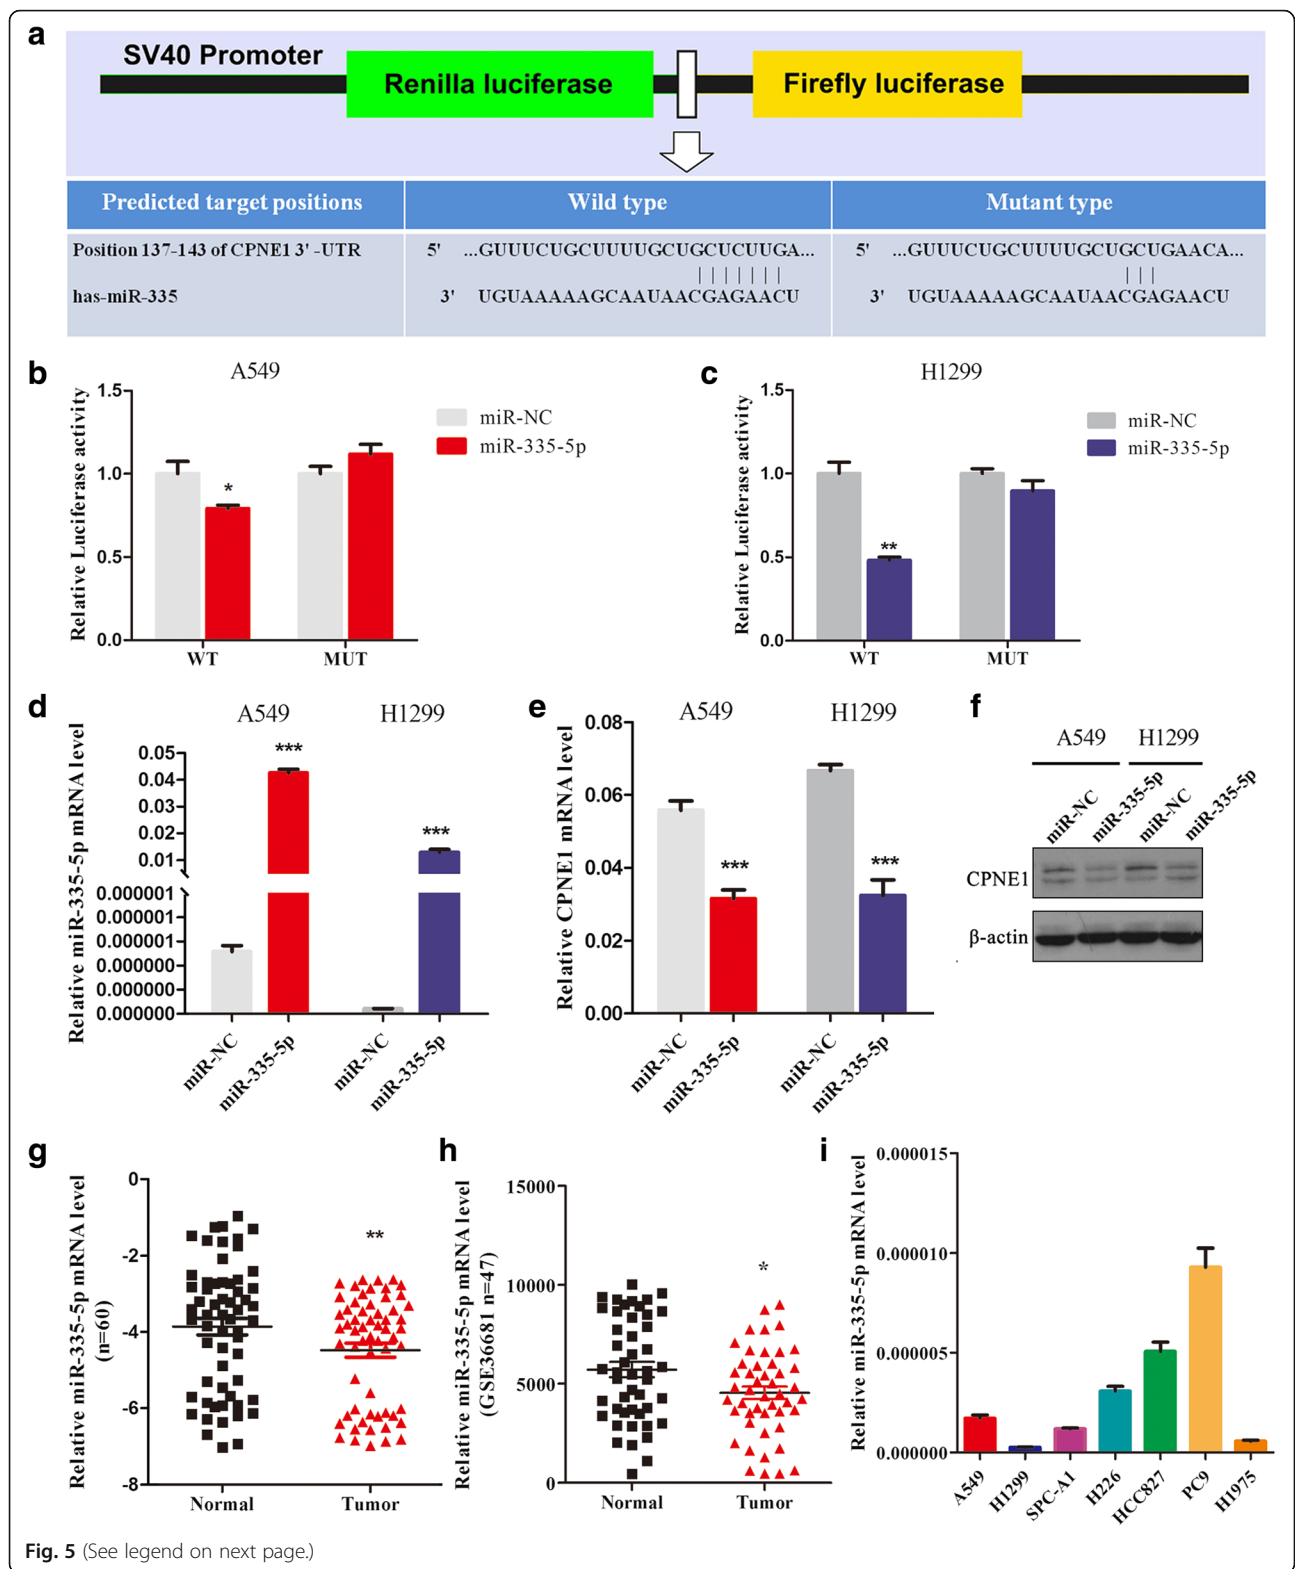 a
SV40 Promoter
Renilla luciferase
Firefly luciferase
Predicted target positions
Wild type
Mutant type
Position 137-143 of CPNE1 3' -UTR
5' ...GUUUCUGCUUUUGCUGCUCUUGA...
5' ...GUUUCUGCUUUUGCUGCUGAACA...
has-miR-335
3' UGUAAAAAGCAAUAACGAGAACU
3' UGUAAAAAGCAAUAACGAGAACU
b
A549
Relative Luciferase activity
1.5
1.0
0.5
0.0
*
WT
MUT
miR-NC
miR-335-5p
c
H1299
Relative Luciferase activity
1.5
1.0
0.5
0.0
**
WT
MUT
miR-NC
miR-335-5p
d
A549
H1299
Relative miR-335-5p mRNA level
0.05
0.04
0.03
0.02
0.01
0.000001
0.000001
0.000001
0.000000
0.000000
0.000000
***
***
miR-NC
miR-335-5p
miR-NC
miR-335-5p
e
A549
H1299
Relative CPNE1 mRNA level
0.08
0.06
0.04
0.02
0.00
***
***
miR-NC
miR-335-5p
miR-NC
miR-335-5p
f
A549
H1299
miR-NC
miR-335-5p
miR-NC
miR-335-5p
CPNE1
β-actin
g
Relative miR-335-5p mRNA level
(n=60)
0
-2
-4
-6
-8
**
Normal
Tumor
h
Relative miR-335-5p mRNA level
(GSE36681 n=47)
15000
10000
5000
0
*
Normal
Tumor
i
Relative miR-335-5p mRNA level
0.000015
0.000010
0.000005
0.000000
A549
H1299
SPC-A1
H226
HCC827
PC9
H1975
Fig. 5 (See legend on next page.)